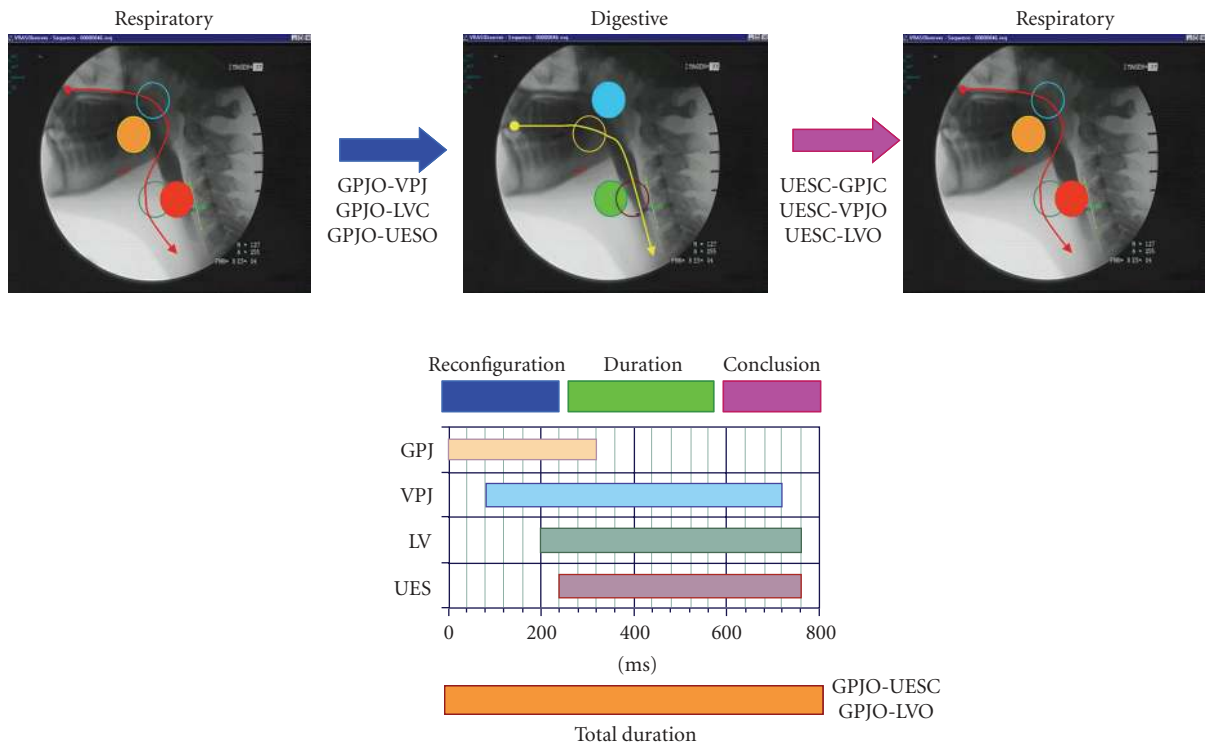 Respiratory
Digestive
Respiratory
GPJO-VPJ
GPJO-LVC
GPJO-UESO
UESC-GPJC
UESC-VPJO
UESC-LVO
Reconfiguration
Duration
Conclusion
GPJ
VPJ
LV
UES
0
200
400
600
800
(ms)
GPJO-UESC
GPJO-LVO
Total duration